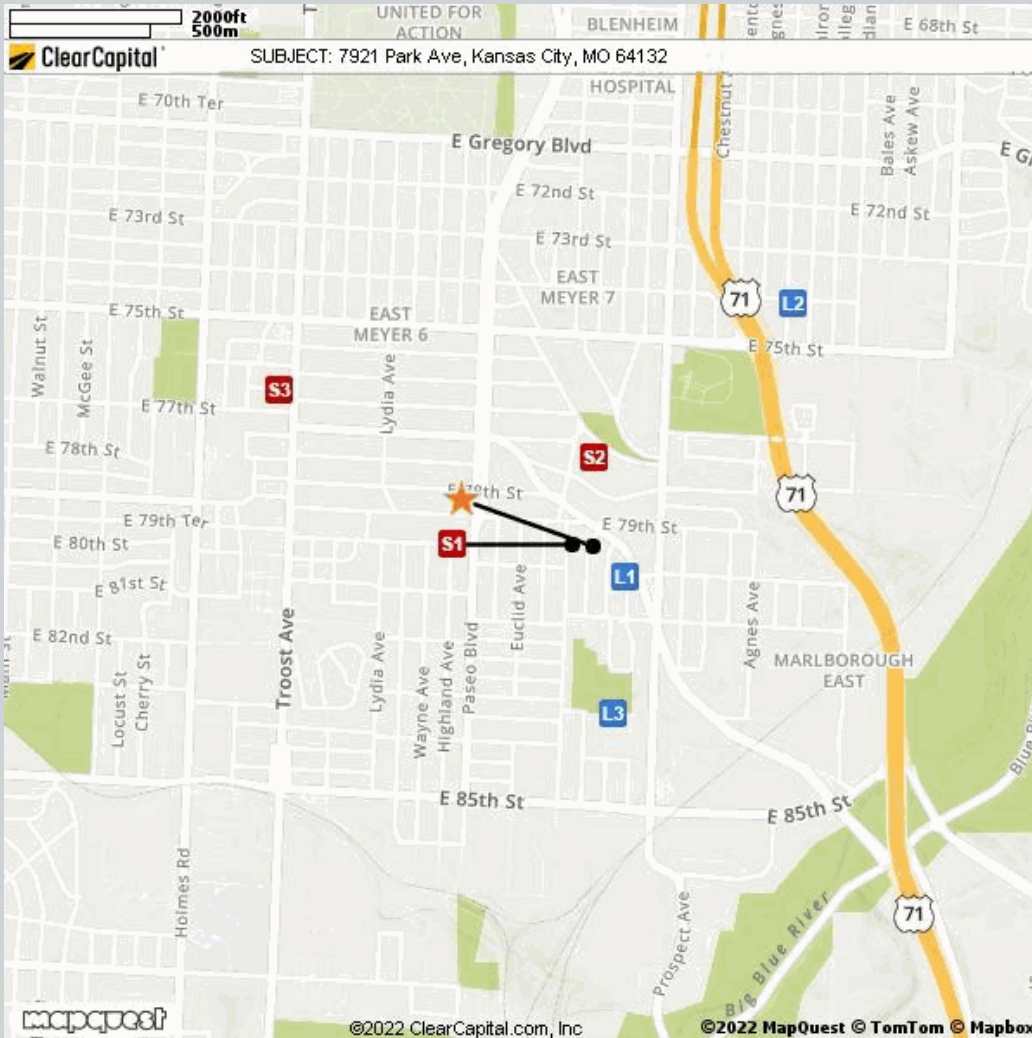 2000ft
500m
UNITED FOR
ACTION
BLENHEIM
E 68th St
ClearCapital
SUBJECT: 7921 Park Ave, Kansas City, MO 64132
HOSPITAL
E 70th Ter
Chestnut
Bales Ave
Askew Ave
E Gregory Blvd
E 72nd St
E 72nd St
E 73rd St
E 73rd St
EAST
MEYER 7
71
L2
E 75th St
EAST
MEYER 6
E 75th St
Walnut St
McGee St
Lydia Ave
S3
E 77th St
E 78th St
S2
71
E 79th Ter
E 79th St
E 80th St
S1
E 81st St
L1
Euclid Ave
Agnes Ave
E 82nd St
Troost Ave
Lydia Ave
Wayne Ave
Highland Ave
Paseo Blvd
MARLBOROUGH
EAST
Locust St
Cherry St
L3
E 85th St
E 85th St
Holmes Rd
71
Prospect Ave
Big Blue River
mapquest
©2022 ClearCapital.com, Inc
©2022 MapQuest © TomTom © Mapbox